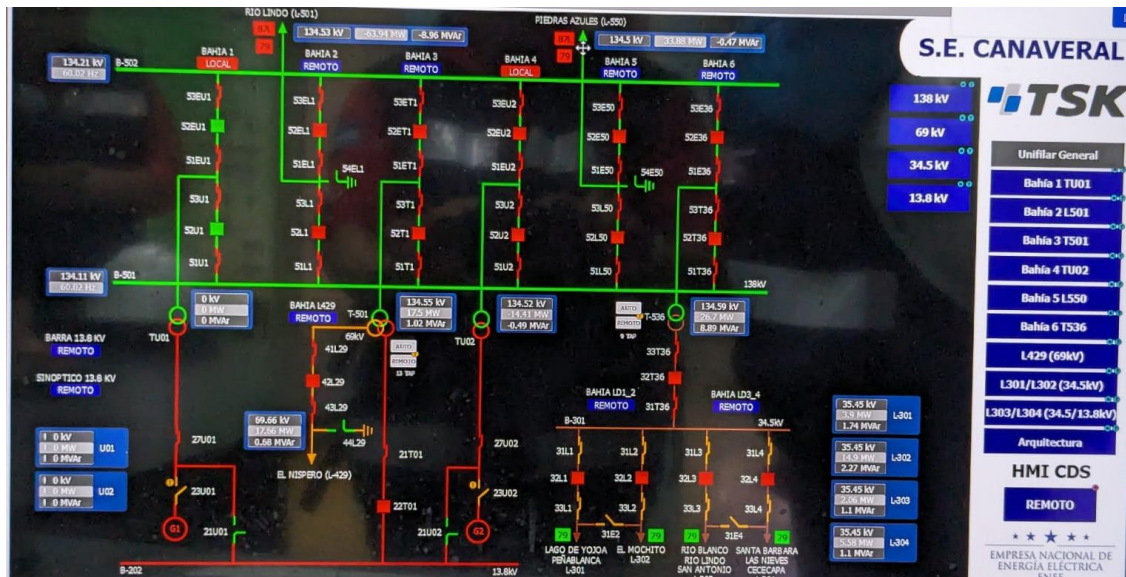 RIO LINDO (L-501)
87L
79
134.53 kV -63.94 MW -8.96 MVAr
PIEDRAS AZULES (L-550)
87L
79
134.5 kV 33.88 MW -0.47 MVAr
S.E. CANAVERAL
134.21 kV
60.02 Hz
B-502
BAHIA 1
LOCAL
BAHIA 2
REMOTO
BAHIA 3
REMOTO
BAHIA 4
LOCAL
BAHIA 5
REMOTO
BAHIA 6
REMOTO
53EU1
53EL1
53ET1
53EU2
53E50
53E36
52EU1
52EL1
52ET1
52EU2
52E50
52E36
51EU1
51EL1
51ET1
51EU2
51E50
51E36
54EL1
54E50
53U1
53L1
53T1
53U2
53L50
53T36
52U1
52L1
52T1
52U2
52L50
52T36
51U1
51L1
51T1
51U2
51L50
51T36
134.11 kV
60.02 Hz
B-501
138kV
0 kV
0 MW
0 MVAr
TU01
BAHIA L429
REMOTO
T-501
69kV
134.55 kV
17.5 MW
1.02 MVAr
AUTO
REMOTO
13 TAP
134.52 kV
-14.41 MW
-0.49 MVAr
TU02
AUTO
REMOTO
9 TAP
T-536
134.59 kV
26.7 MW
8.89 MVAr
BARRA 13.8 KV
REMOTO
SINOPTICO 13.8 KV
REMOTO
41L29
42L29
43L29
44L29
69.66 kV
17.66 MW
0.68 MVAr
EL NISPERO (L-429)
33T36
32T36
31T36
BAHIA LD1_2
REMOTO
BAHIA LD3_4
REMOTO
B-301
34.5kV
0 kV
0 MW
0 MVAr
U01
0 kV
0 MW
0 MVAr
U02
27U01
23U01
G1
21U01
21T01
22T01
27U02
23U02
21U02
G2
B-202
13.8kV
31L1
31L2
31L3
31L4
32L1
32L2
32L3
32L4
33L1
33L2
33L3
33L4
31E2
31E4
79
79
79
79
LAGO DE YOJOA
PEÑABLANCA
L-301
EL MOCHITO
L-302
RIO BLANCO
RIO LINDO
SAN ANTONIO
SANTA BARBARA
LAS NIEVES
CECECAPA
35.45 kV
3.9 MW
1.74 MVAr
L-301
35.45 kV
14.9 MW
2.27 MVAr
L-302
35.45 kV
2.06 MW
1.1 MVAr
L-303
35.45 kV
5.58 MW
1.1 MVAr
L-304
138 kV
69 kV
34.5 kV
13.8 kV
TSK
Unifilar General
Bahía 1 TU01
Bahía 2 L501
Bahía 3 T501
Bahía 4 TU02
Bahía 5 L550
Bahía 6 T536
L429 (69kV)
L301/L302 (34.5kV)
L303/L304 (34.5/13.8kV)
Arquitectura
HMI CDS
REMOTO
EMPRESA NACIONAL DE
ENERGÍA ELÉCTRICA